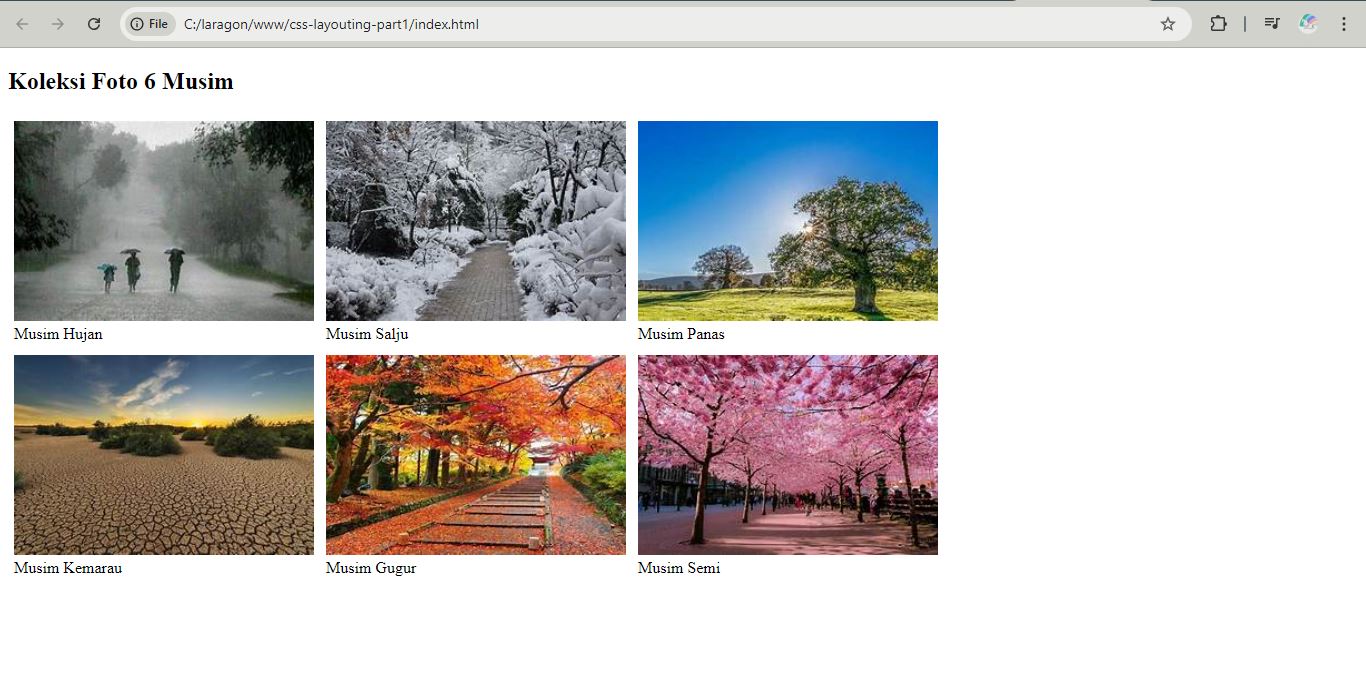 File C:/laragon/www/css-layouting-part1/index.html
Koleksi Foto 6 Musim
Musim Hujan Musim Salju Musim Panas
Musim Kemarau Musim Gugur Musim Semi